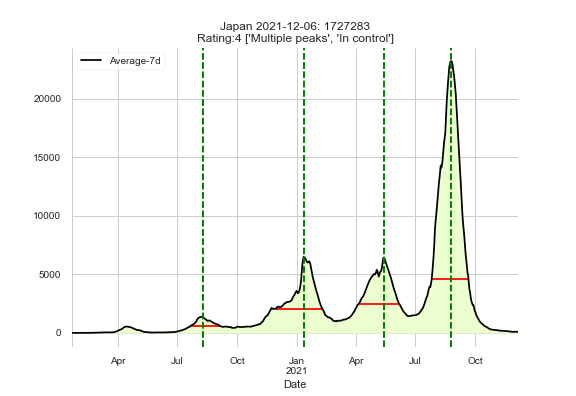 Japan 2021-12-06: 1727283
Rating:4 ['Multiple peaks', 'In control']
Average-7d
20000
15000
10000
5000
0
Apr Jul Oct Jan Apr Jul Oct
2021
Date